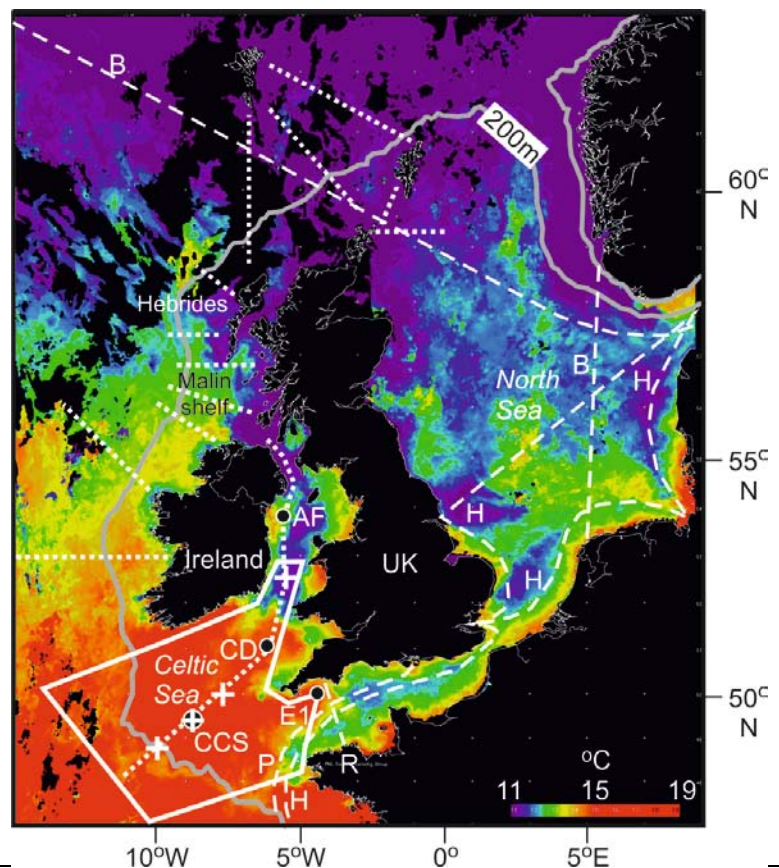 B
200m
60°
N
Hebrides
Malin
shelf
North
Sea
B
H
55°
N
H
AF
Ireland
UK
H
CD
Celtic
Sea
E1
50°
N
CCS
P
R
H
°C
11 15 19
10°W 5°W 0° 5°E